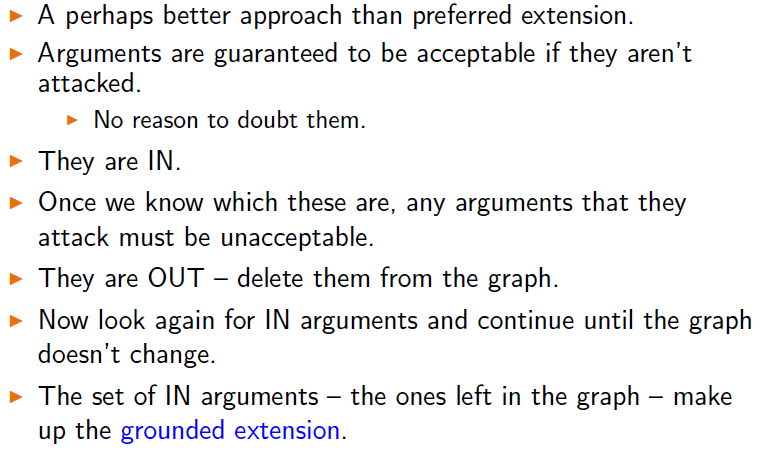 A perhaps better approach than preferred extension.
Arguments are guaranteed to be acceptable if they aren't
attacked.
No reason to doubt them.
They are IN.
Once we know which these are, any arguments that they
attack must be unacceptable.
They are OUT – delete them from the graph.
Now look again for IN arguments and continue until the graph
doesn't change.
The set of IN arguments – the ones left in the graph – make
up the grounded extension.